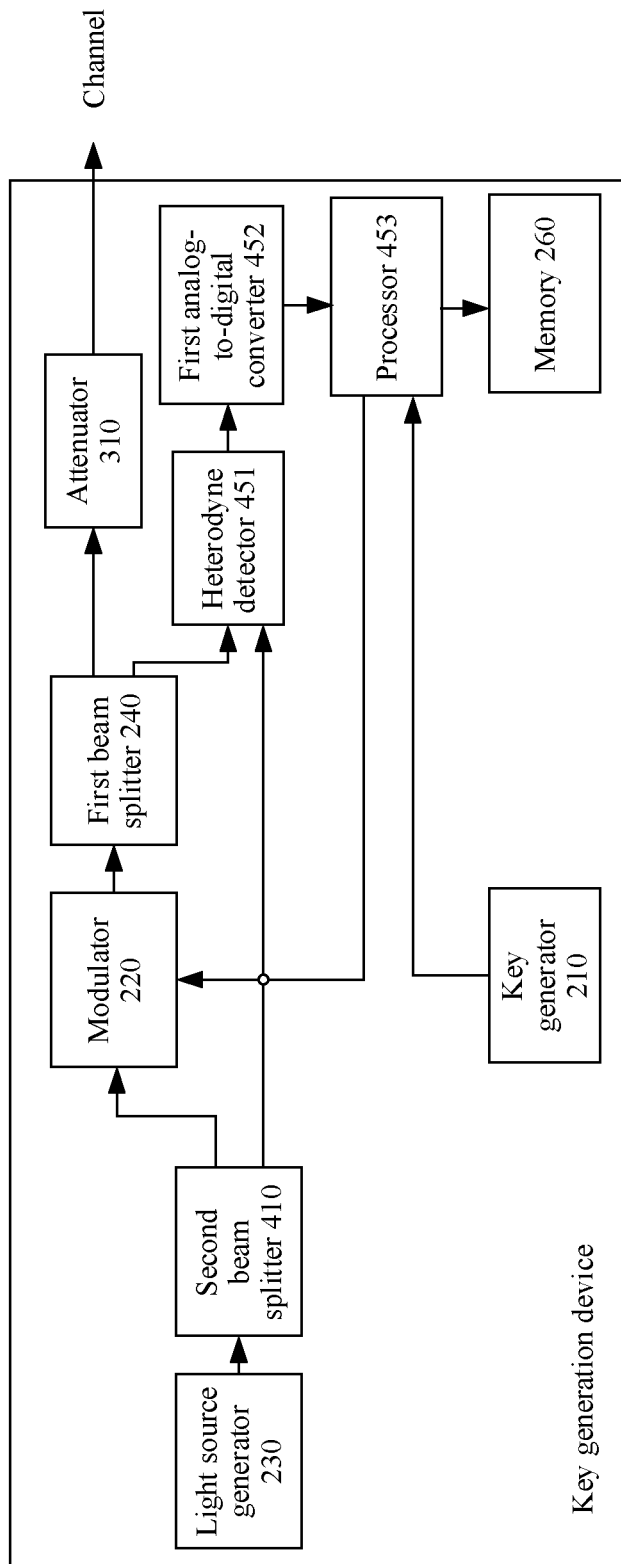 Channel
Attenuator
310
First analog-
to-digital
converter 452
Processor 453
Memory 260
Heterodyne
detector 451
First beam
splitter 240
Modulator
220
Key
generator
210
Second
beam
splitter 410
Light source
generator
230
Key generation device